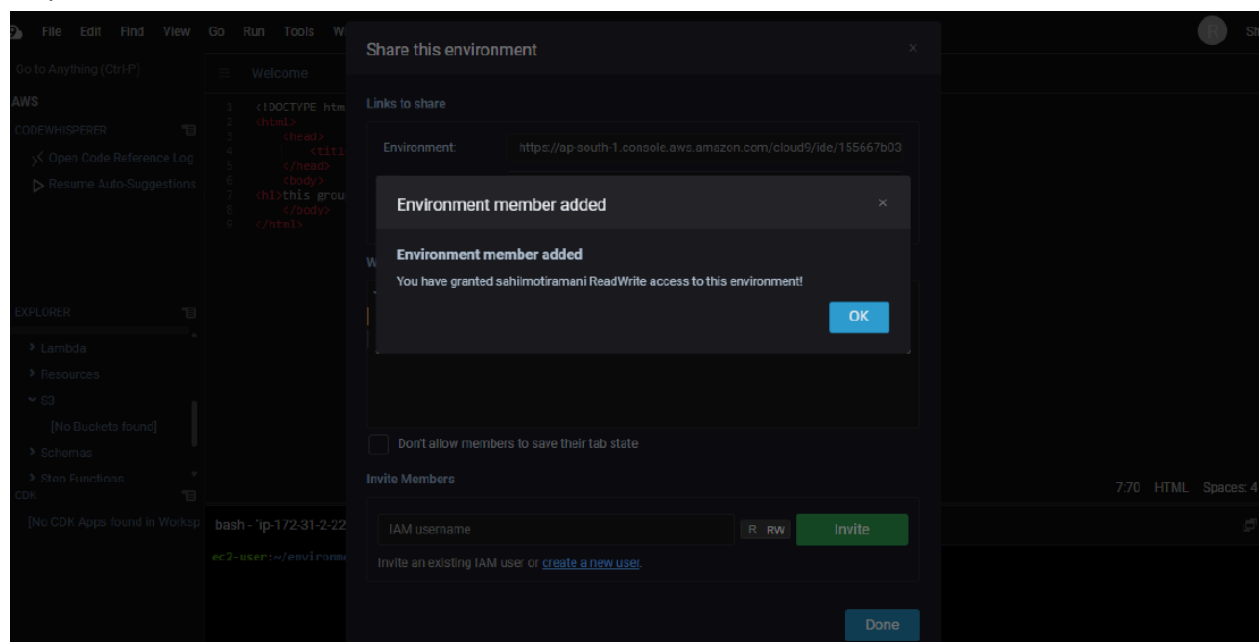 File Edit Find View Go Run Tools W
R Sh
Go to Anything (Ctrl-P)
Welcome
AWS
CODEWHISPERER
Open Code Reference Log
Resume Auto-Suggestions
1 <!DOCTYPE htm
2 <html>
3 <head>
4 <titl
5 </head>
6 <body>
7 <h1>this grou
8 </body>
9 </html>
EXPLORER
Lambda
Resources
S3
[No Buckets found]
Schemas
Step Functions
CDK
[No CDK Apps found in Worksp
bash - "ip-172-31-2-22
ec2-user:~/environme
Share this environment
×
Links to share
Environment: https://ap-south-1.console.aws.amazon.com/cloud9/ide/155667b03
Environment member added
×
Environment member added
You have granted sahilmotiramani ReadWrite access to this environment!
OK
W
Don't allow members to save their tab state
Invite Members
IAM username R RW Invite
Invite an existing IAM user or create a new user.
Done
7:70 HTML Spaces: 4